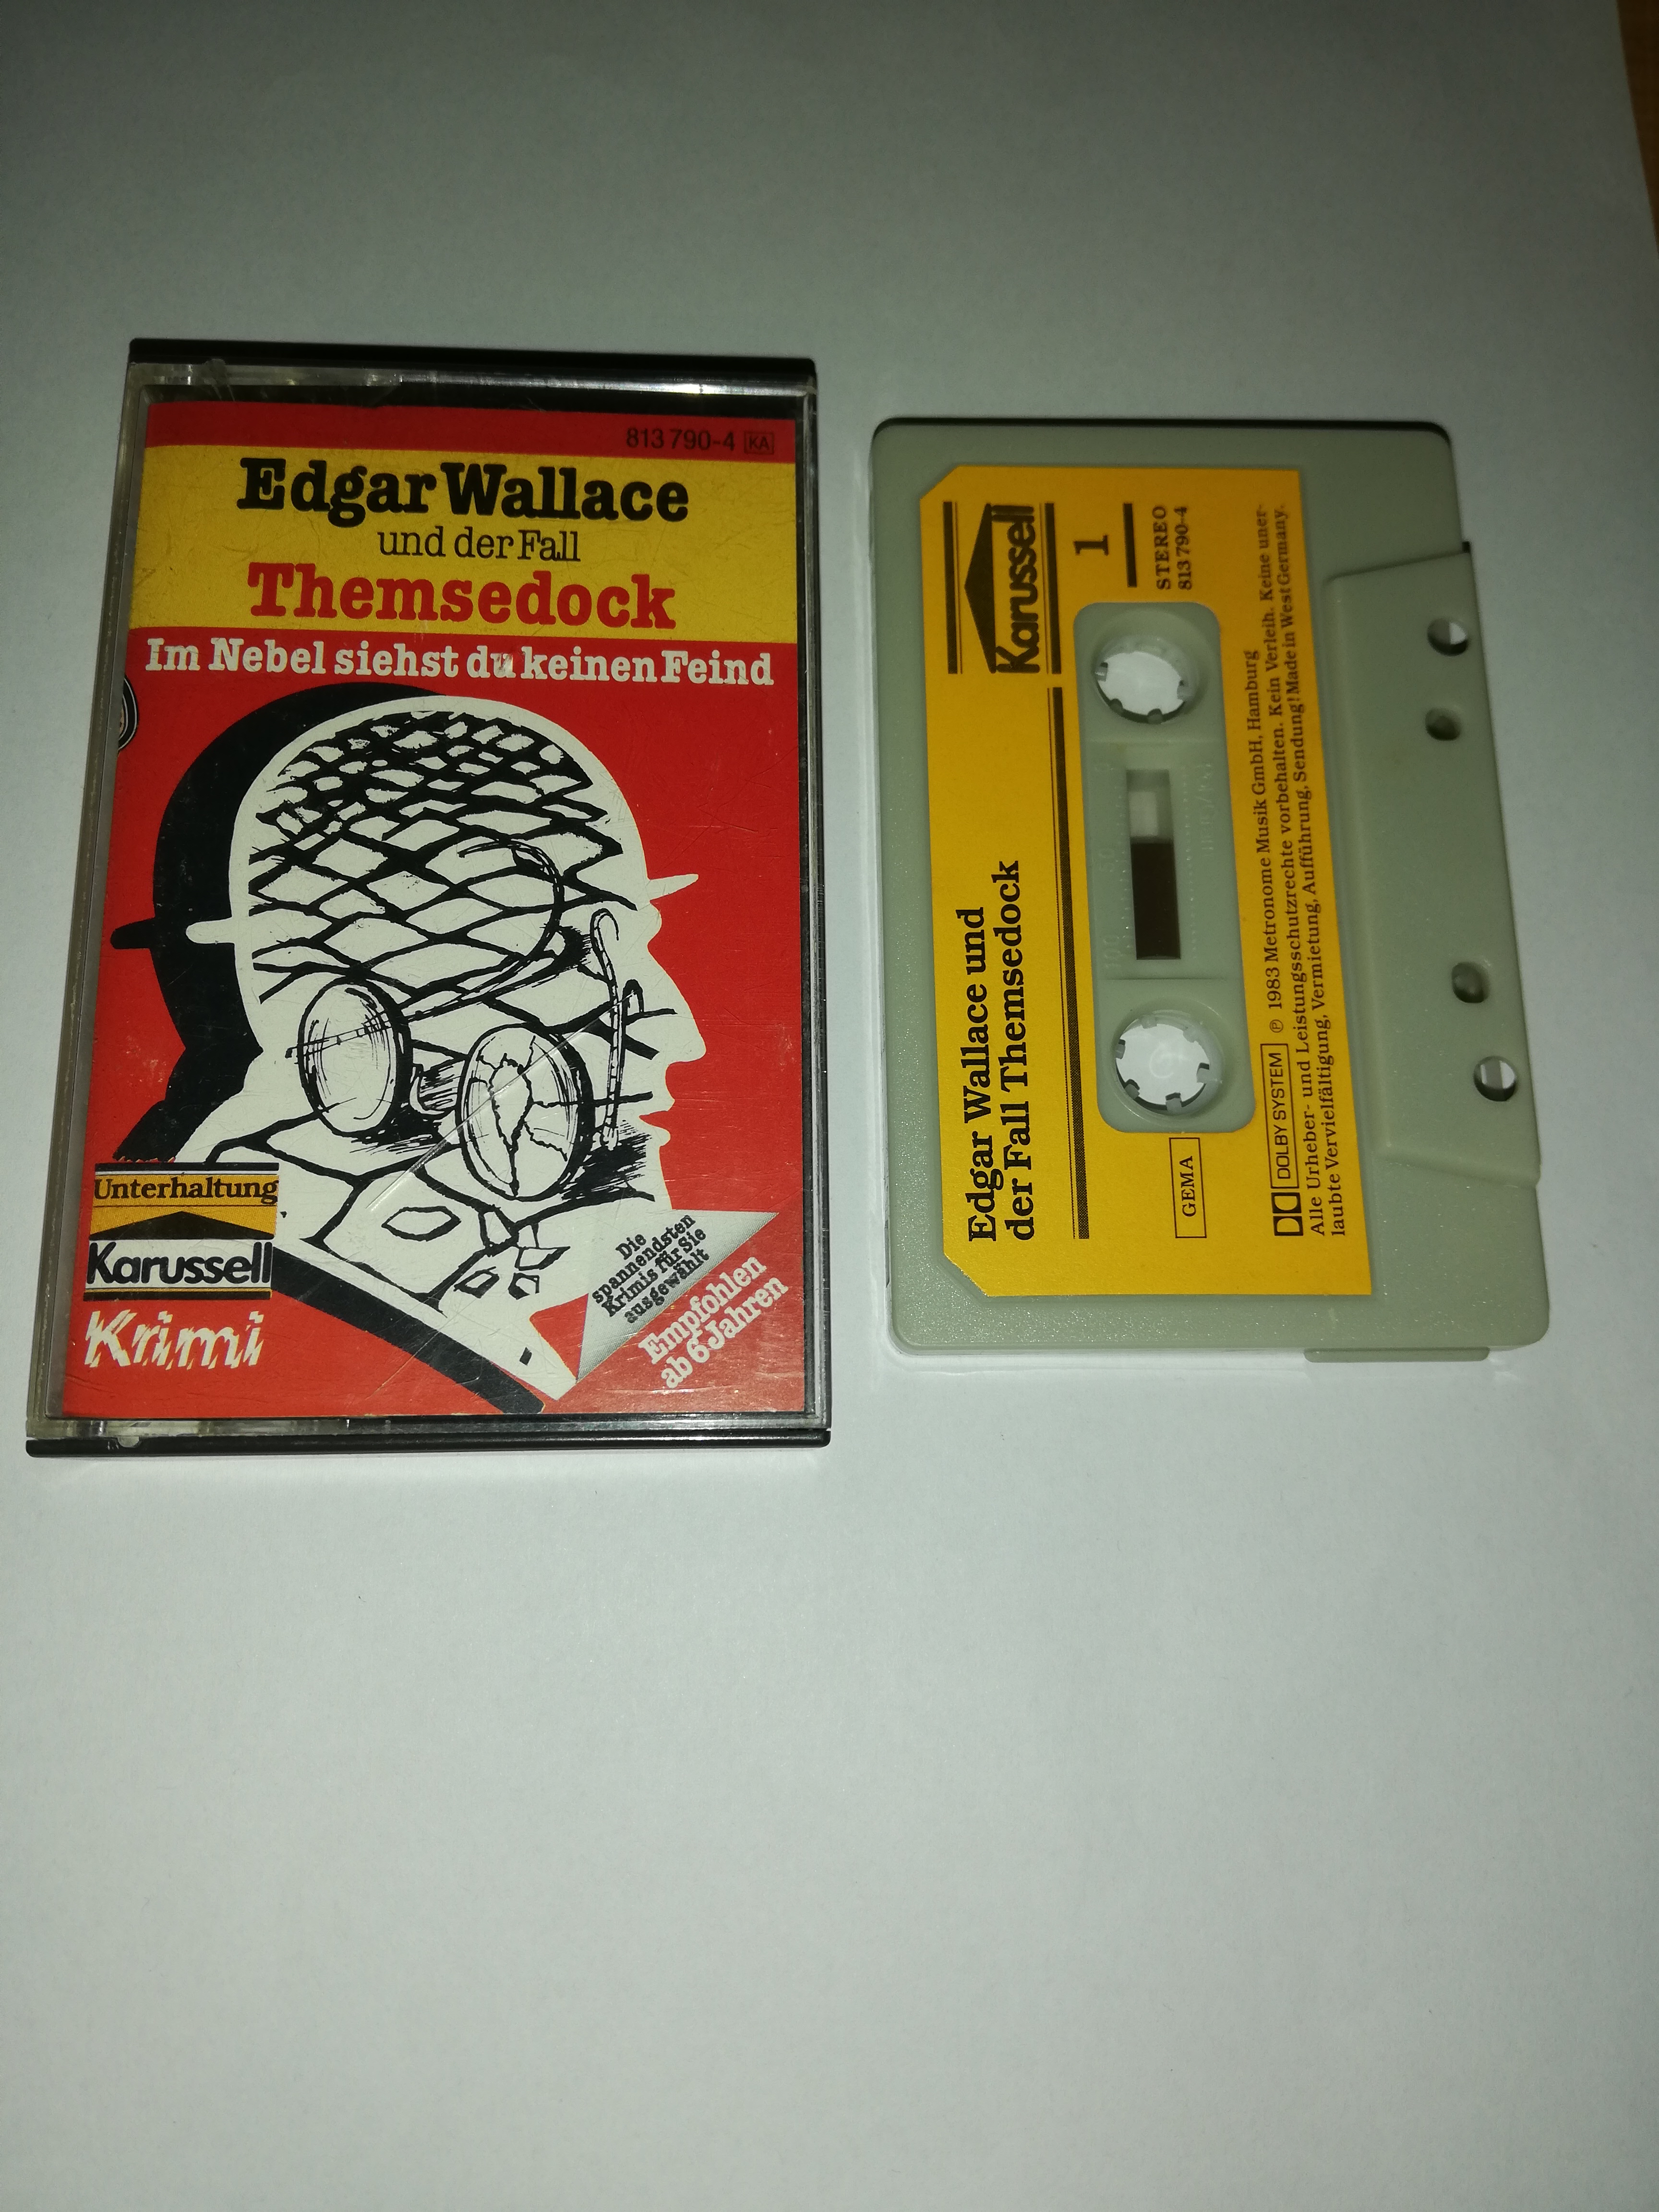 813 790-4 KA
Edgar Wallace
und der Fall
Themsedock
Im Nebel siehst du keinen Feind
Unterhaltung
Karussell
Krimi
Die
spannendsten
Krimis für Sie
ausgewählt
Empfohlen
ab 6 Jahren
Edgar Wallace und
der Fall Themsedock
Karussell
1
STEREO
813 790-4
GEMA
DOLBY SYSTEM ℗ 1983 Metronome Musik GmbH, Hamburg
Alle Urheber- und Leistungsschutzrechte vorbehalten. Kein Verleih. Keine uner-
laubte Vervielfältigung, Vermietung, Aufführung, Sendung! Made in West Germany.